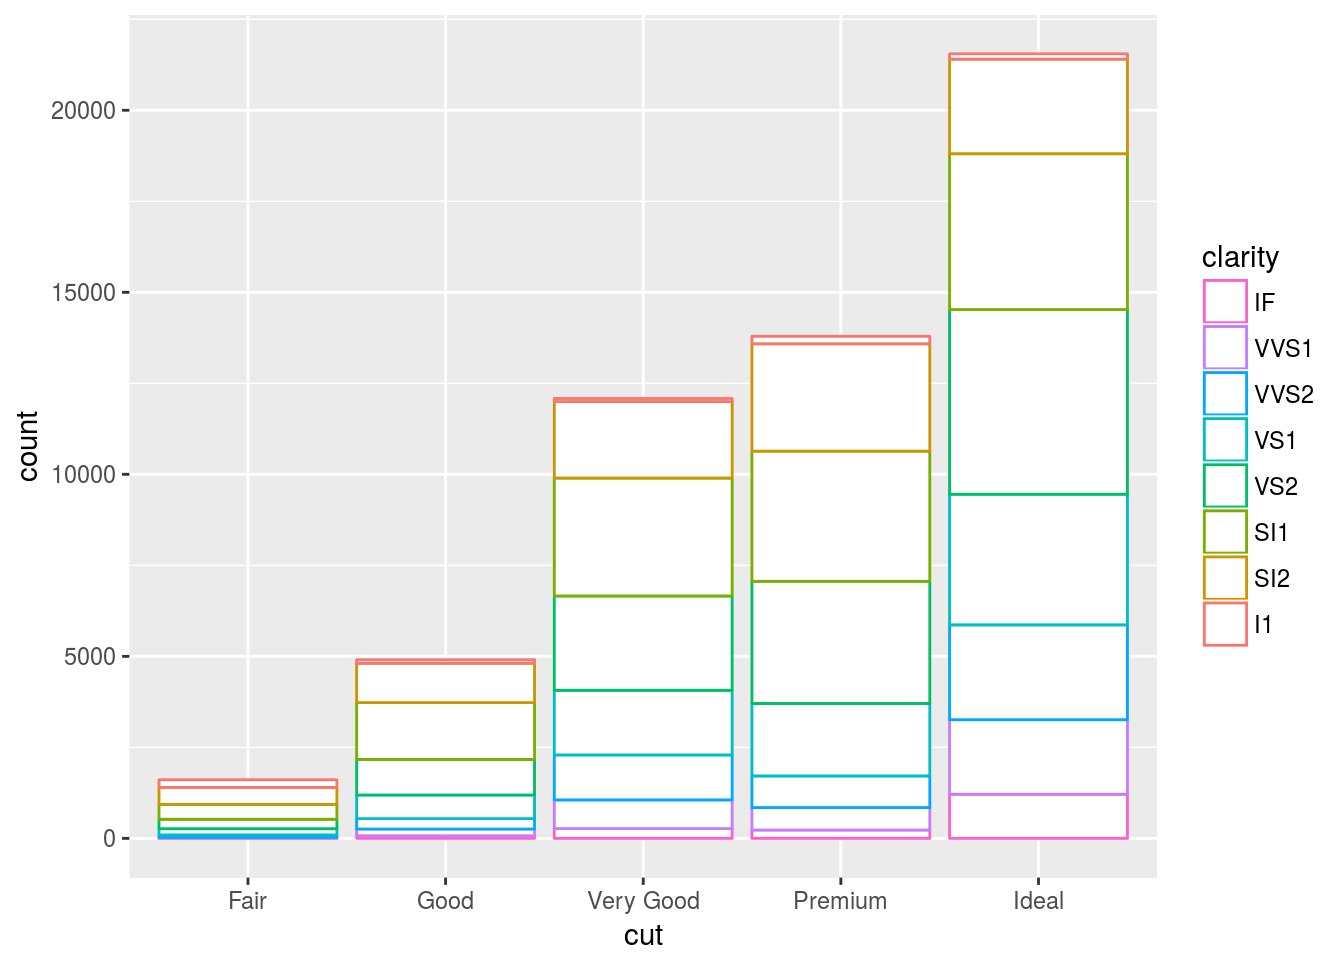 count
20000
15000
10000
5000
0
Fair Good Very Good Premium Ideal
cut
clarity
IF
VVS1
VVS2
VS1
VS2
SI1
SI2
I1